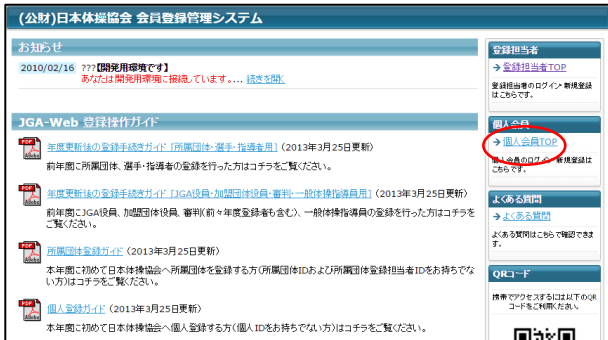 (公財)日本体操協会 会員登録管理システム
お知らせ
2010/02/16 ???【開発用環境です】
あなたは開発用環境に接続しています。... 続きを開く
JGA-Web 登録操作ガイド
年度更新後の登録手続きガイド 「所属団体・選手・指導者用」 (2013年3月25日更新)
前年度に所属団体、選手・指導者の登録を行った方はコチラをご覧ください。
年度更新後の登録手続きガイド 「JGA役員・加盟団体役員・審判・一般体操指導員用」 (2013年3月25日更新)
前年度にJGA役員、加盟団体役員、審判(前々年度登録者も含む)、一般体操指導員の登録を行った方はコチラを
ご覧ください。
所属団体登録ガイド (2013年3月25日更新)
本年度に初めて日本体操協会へ所属団体を登録する方(所属団体IDおよび所属団体登録担当者IDをお持ちでな
い方)はコチラをご覧ください。
個人登録ガイド (2013年3月25日更新)
本年度に初めて日本体操協会へ個人登録する方(個人IDをお持ちでない方)はコチラをご覧ください。
登録担当者
→登録担当者TOP
登録担当者のログイン・新規登録
はこちらです。
個人会員
→個人会員TOP
個人会員のログイン・新規登録は
こちらです。
よくある質問
→よくある質問
よくある質問はこちらで確認できま
す。
QRコード
携帯でアクセスするには以下のQR
コードをご利用ください。